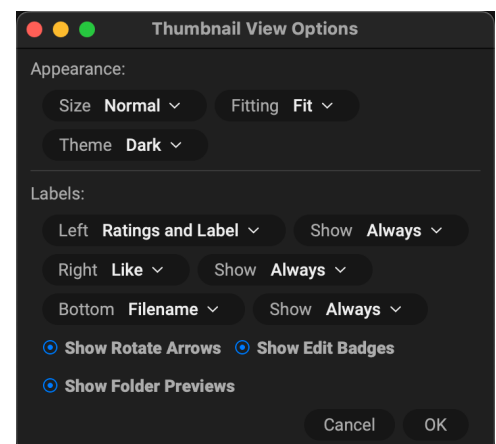 Thumbnail View Options
Appearance:
Size Normal Fitting Fit
Theme Dark
Labels:
Left Ratings and Label Show Always
Right Like Show Always
Bottom Filename Show Always
Show Rotate Arrows Show Edit Badges
Show Folder Previews
Cancel OK